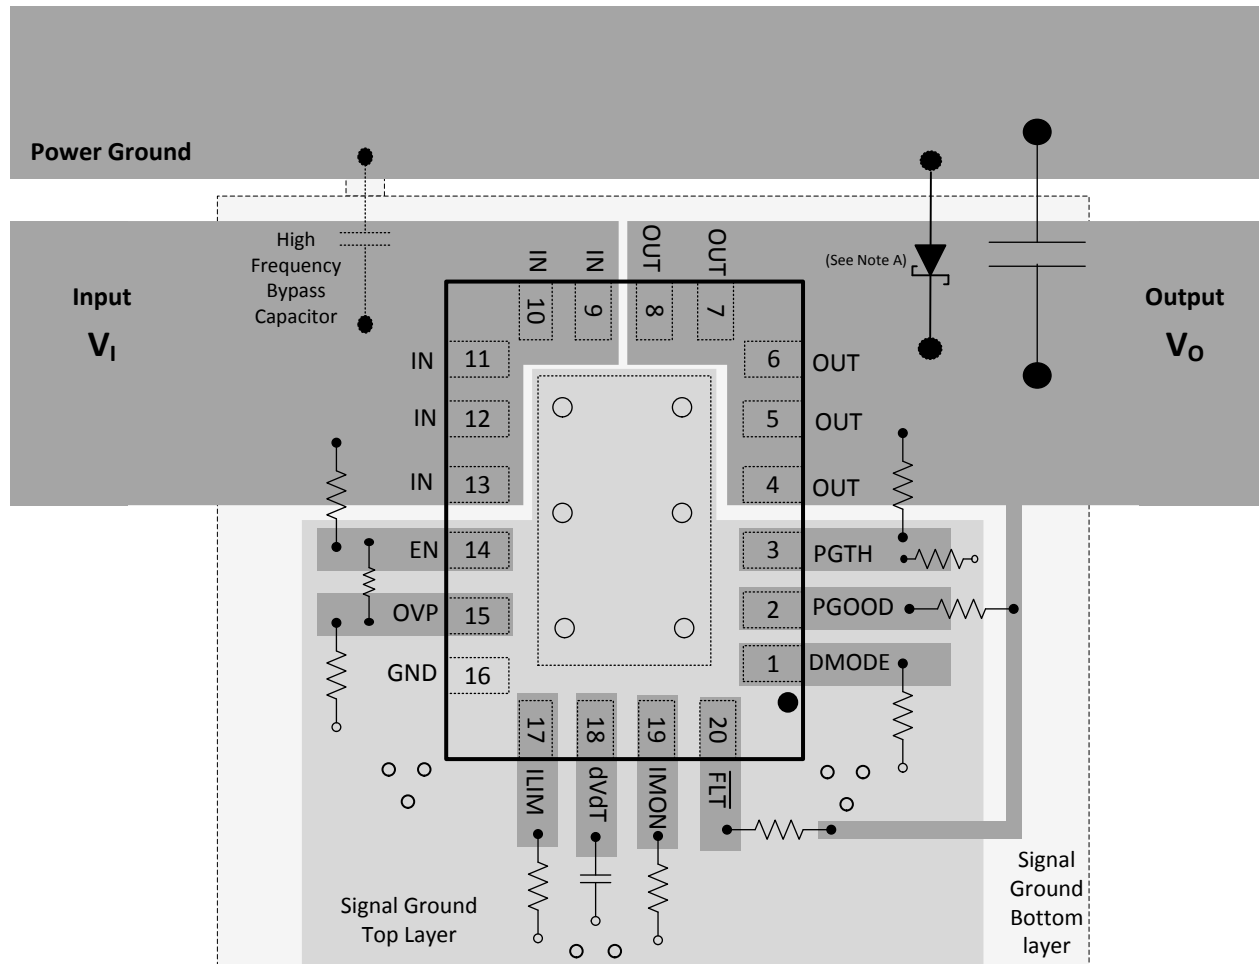 Power Ground
High
Frequency
Bypass
Capacitor
Input
V_I
IN
IN
OUT
OUT
10
9
8
7
(See Note A)
Output
V_O
IN
11
6
OUT
IN
12
5
OUT
IN
13
4
OUT
EN
14
3
PGTH
OVP
15
2
PGOOD
GND
16
1
DMODE
17
18
19
20
ILIM
dVdT
IMON
FLT
Signal Ground
Top Layer
Signal
Ground
Bottom
layer